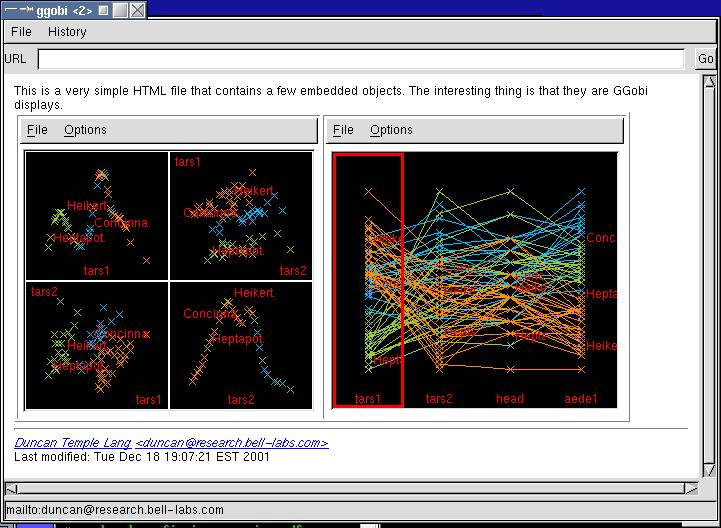 ggobi <2>
File History
URL Go
This is a very simple HTML file that contains a few embedded objects. The interesting thing is that they are GGobi
displays.
File Options
Heikert.
Concinna
Heptapot.
tars1
tars1
Heikert.
Concinna
Heptapot.
tars2
tars2
Concinna
Heikert.
Heptapot.
tars1
Heikert.
Concinna
Heptapot.
tars2
File Options
Conc
Hepta
Heike
Hepta
tars1 tars2 head aede1
Duncan Temple Lang <duncan@research.bell-labs.com>
Last modified: Tue Dec 18 19:07:21 EST 2001
mailto:duncan@research.bell-labs.com